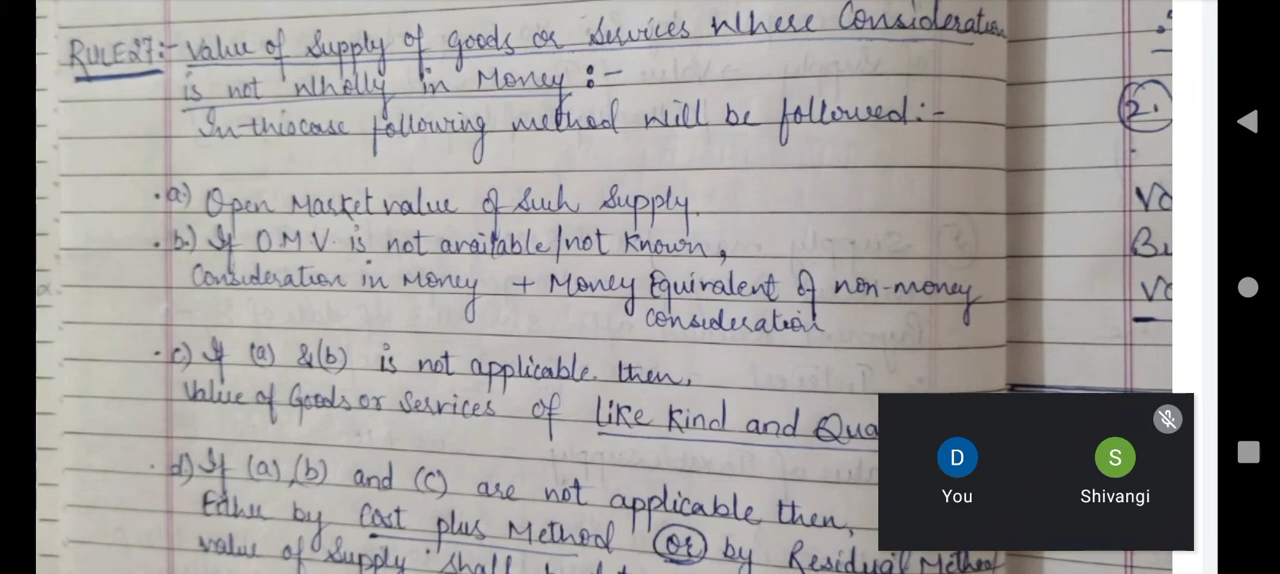 RULE27:- Value of Supply of goods or Services Where Consideration
is not wholly in Money :-
In this case following method will be followed:-
2.
a.) Open Market value of Such Supply.
b.) If O.M.V. is not available/not known,
Consideration in Money + Money Equivalent of non-money
consideration
c) If (a) &(b) is not applicable. then,
Value of Goods or Services of Like Kind and Qua
d) If (a),(b) and (c) are not applicable then,
Either by Cost plus Method (or) by Residual Method
value of Supply shall
D
You
S
Shivangi